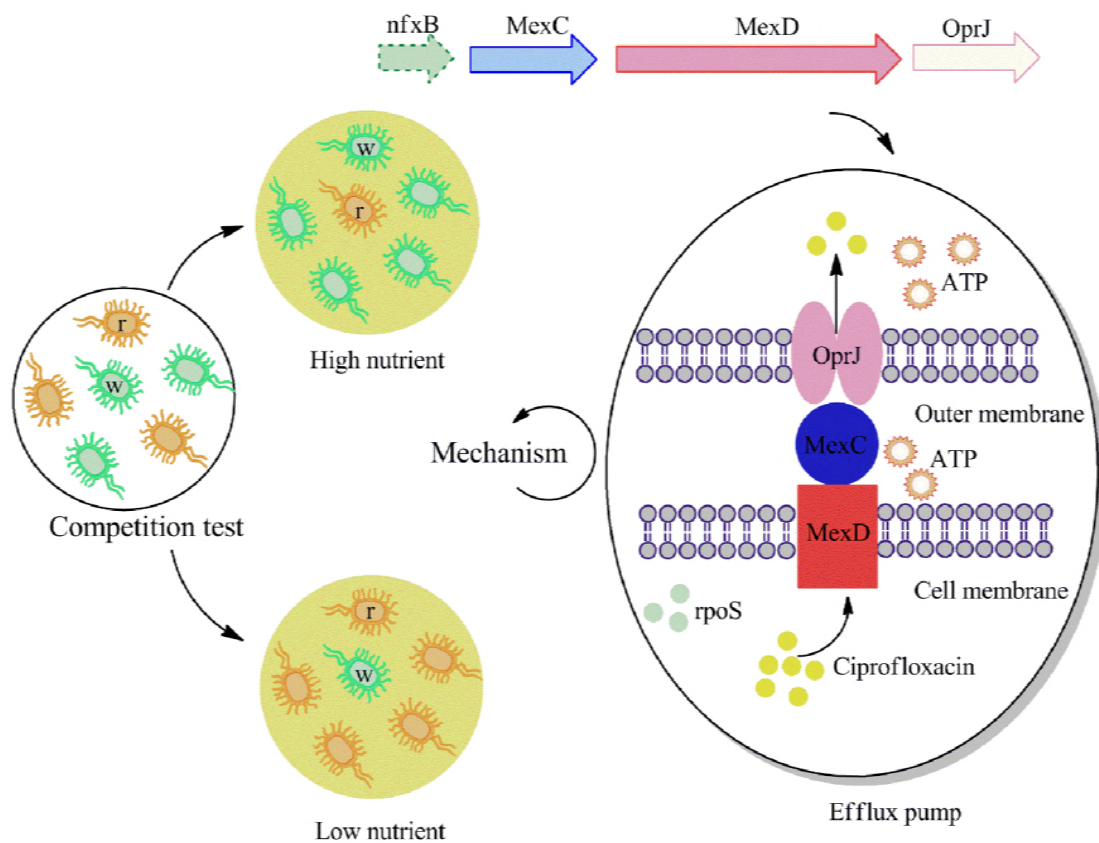 nfxB
MexC
MexD
OprJ
w
r
High nutrient
r
w
Competition test
Mechanism
r
w
Low nutrient
ATP
OprJ
Outer membrane
MexC
ATP
MexD
Cell membrane
rpoS
Ciprofloxacin
Efflux pump